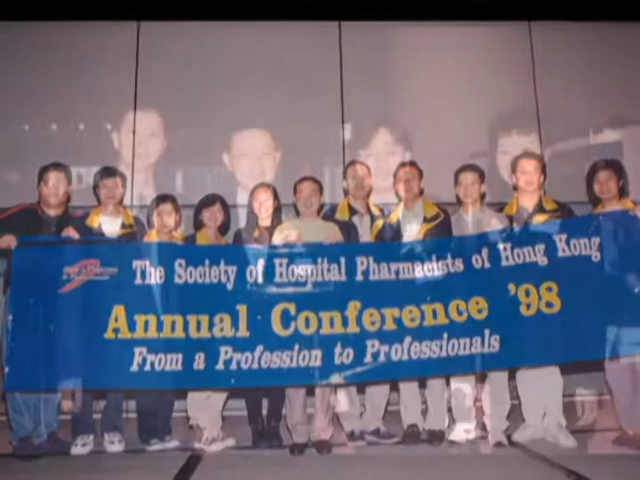 The Society of Hospital Pharmacists of Hong Kong
Annual Conference '98
From a Profession to Professionals